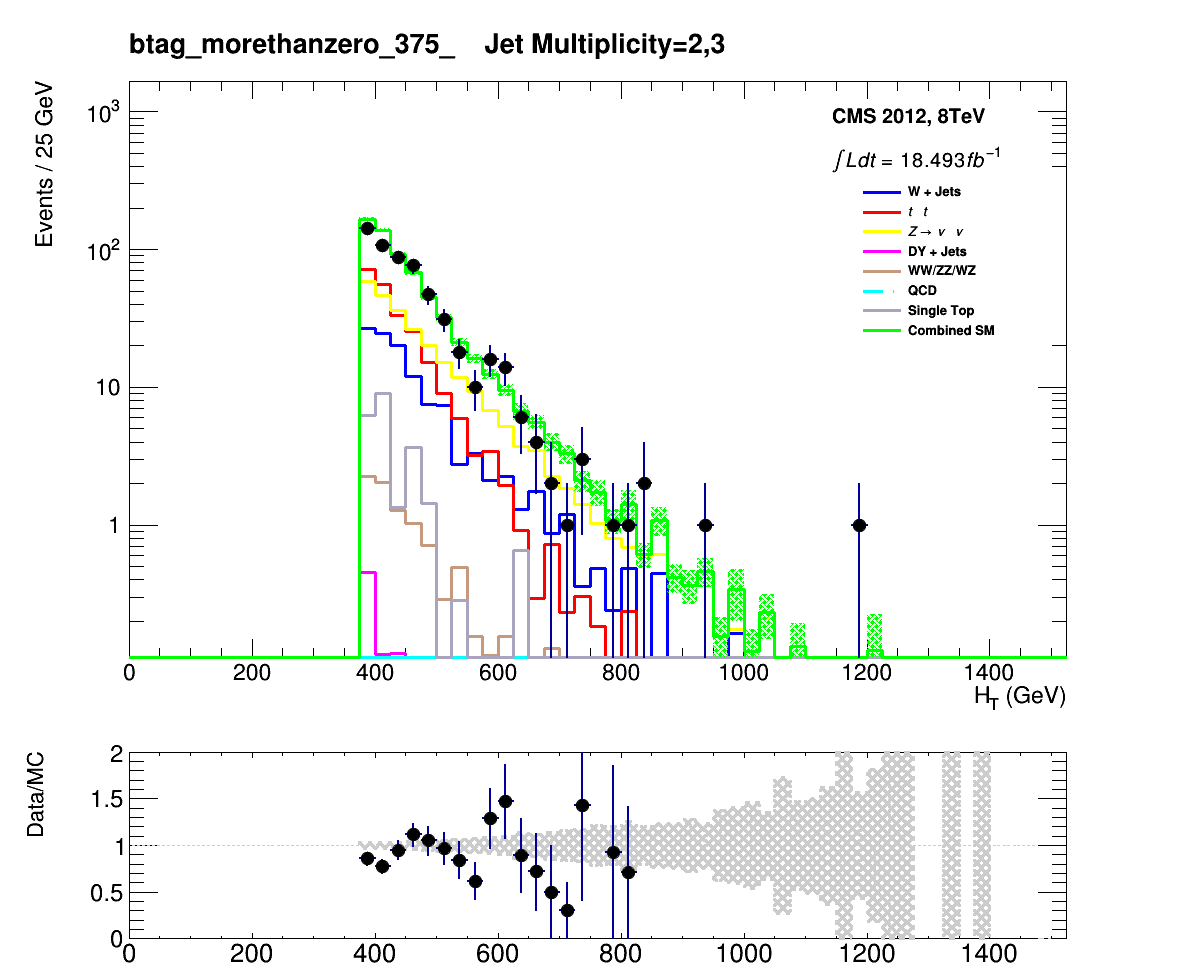 btag_morethanzero_375_ Jet Multiplicity=2,3
Events / 25 GeV
10³
10²
10
1
CMS 2012, 8TeV
∫Ldt = 18.493fb⁻¹
W + Jets
t t
Z→ ν ν
DY + Jets
WW/ZZ/WZ
QCD
Single Top
Combined SM
0 200 400 600 800 1000 1200 1400
H_T (GeV)
Data/MC
2
1.5
1
0.5
0
0 200 400 600 800 1000 1200 1400